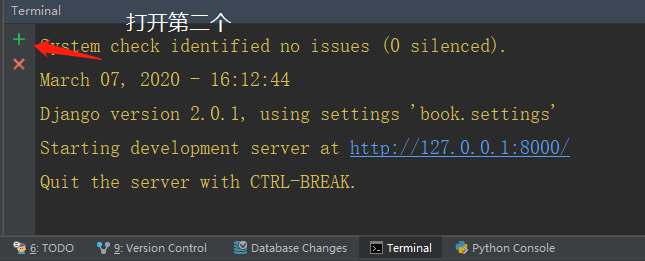 Terminal
打开第二个
System check identified no issues (0 silenced).
March 07, 2020 - 16:12:44
Django version 2.0.1, using settings 'book.settings'
Starting development server at http://127.0.0.1:8000/
Quit the server with CTRL-BREAK.
6: TODO 9: Version Control Database Changes Terminal Python Console